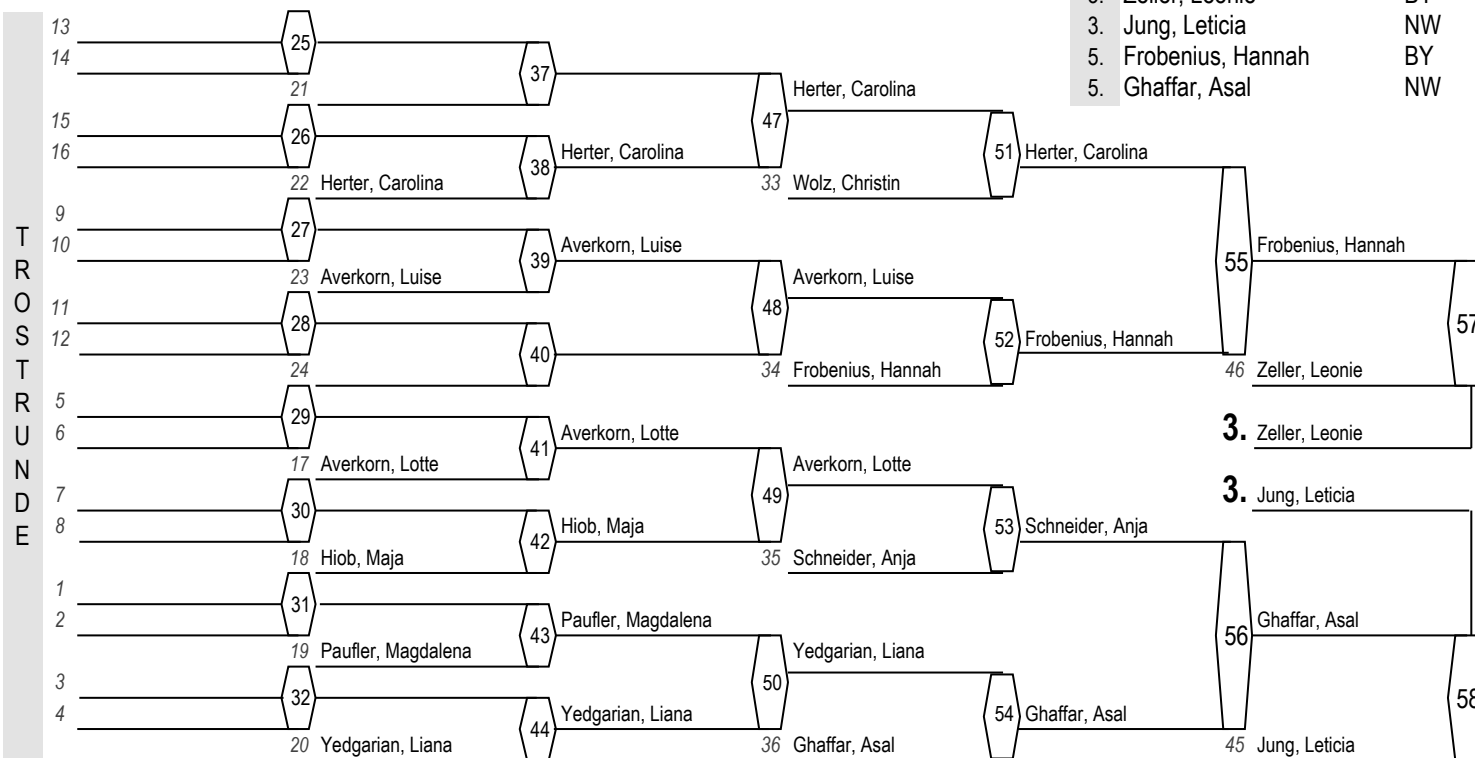 3. Zeller, Leonie BY
3. Jung, Leticia NW
5. Frobenius, Hannah BY
5. Ghaffar, Asal NW
TROSTRUNDE
13
14
25
21
37
15
16
26
22 Herter, Carolina
38
Herter, Carolina
47
Herter, Carolina
33 Wolz, Christin
51
Herter, Carolina
9
10
27
23 Averkorn, Luise
39
Averkorn, Luise
11
12
28
24
40
48
Averkorn, Luise
34 Frobenius, Hannah
52
Frobenius, Hannah
55
Frobenius, Hannah
46 Zeller, Leonie
57
3. Zeller, Leonie
5
6
29
17 Averkorn, Lotte
41
Averkorn, Lotte
7
8
30
18 Hiob, Maja
42
Hiob, Maja
49
Averkorn, Lotte
35 Schneider, Anja
53
Schneider, Anja
3. Jung, Leticia
1
2
31
19 Paufler, Magdalena
43
Paufler, Magdalena
3
4
32
20 Yedgarian, Liana
44
Yedgarian, Liana
50
Yedgarian, Liana
36 Ghaffar, Asal
54
Ghaffar, Asal
56
Ghaffar, Asal
45 Jung, Leticia
58